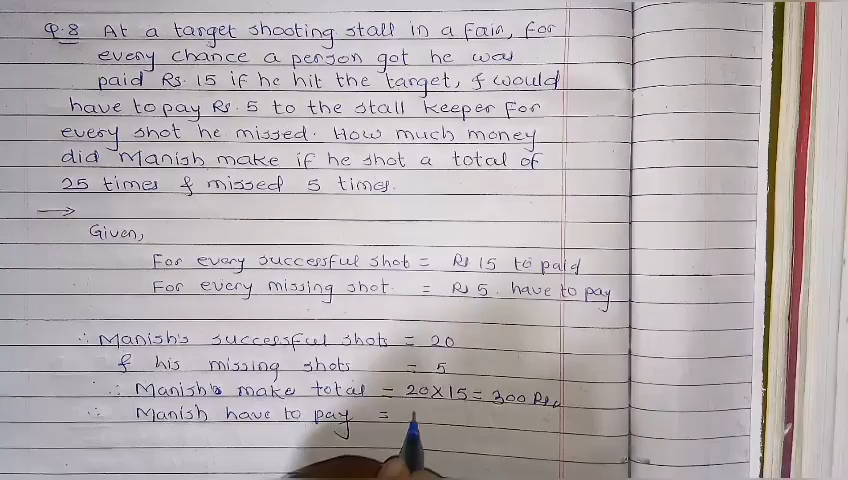 Q.8 At a target shooting stall in a fair, for
every chance a person got he was
paid Rs. 15 if he hit the target, & would
have to pay Rs. 5 to the stall keeper for
every shot he missed. How much money
did Manish make if he shot a total of
25 times & missed 5 times.
→
Given,
For every successful shot = Rs 15 to paid
For every missing shot. = Rs 5. have to pay
∴ Manish's successful shots = 20
& his missing shots = 5
∴ Manish's make total = 20 × 15 = 300 Rs.
∴ Manish have to pay =